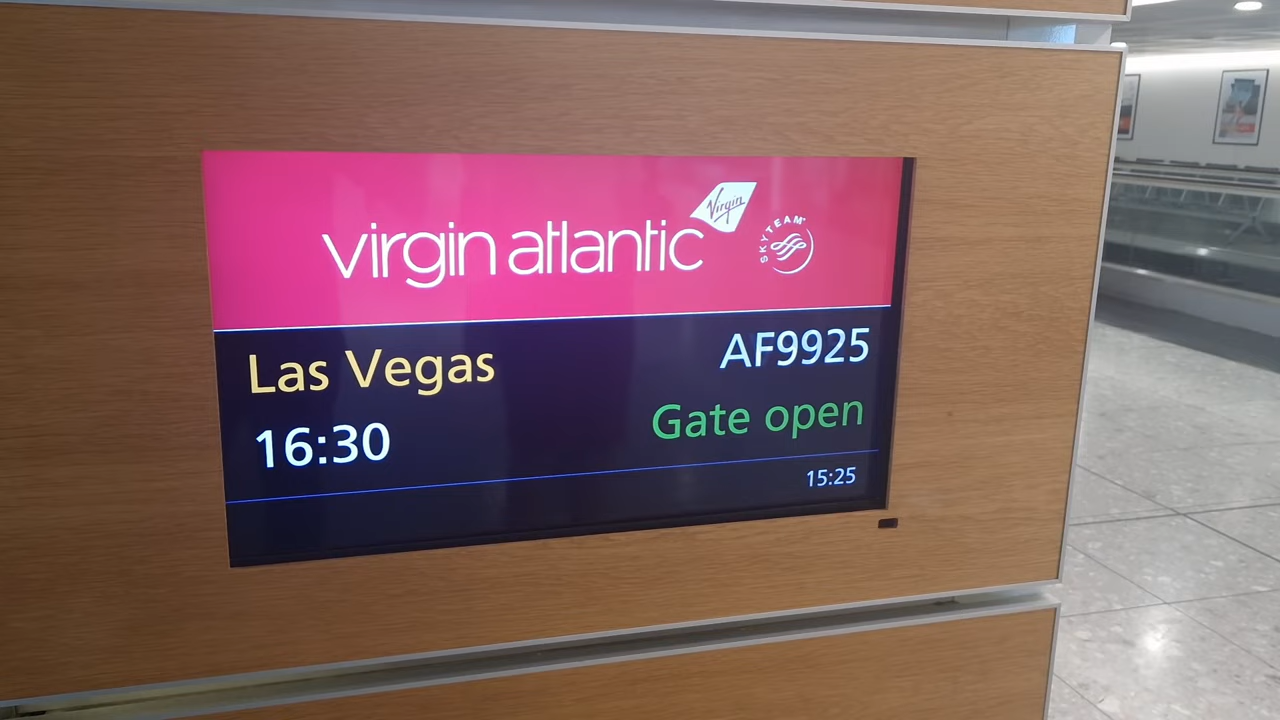 virgin atlantic
Virgin
SKYTEAM
Las Vegas
AF9925
16:30
Gate open
15:25